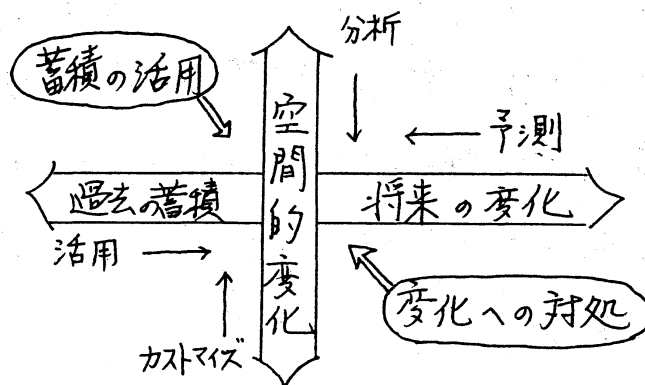 分析
蓄積の活用
予測
空間的変化
過去の蓄積
将来の変化
活用
変化への対処
カストマイズ